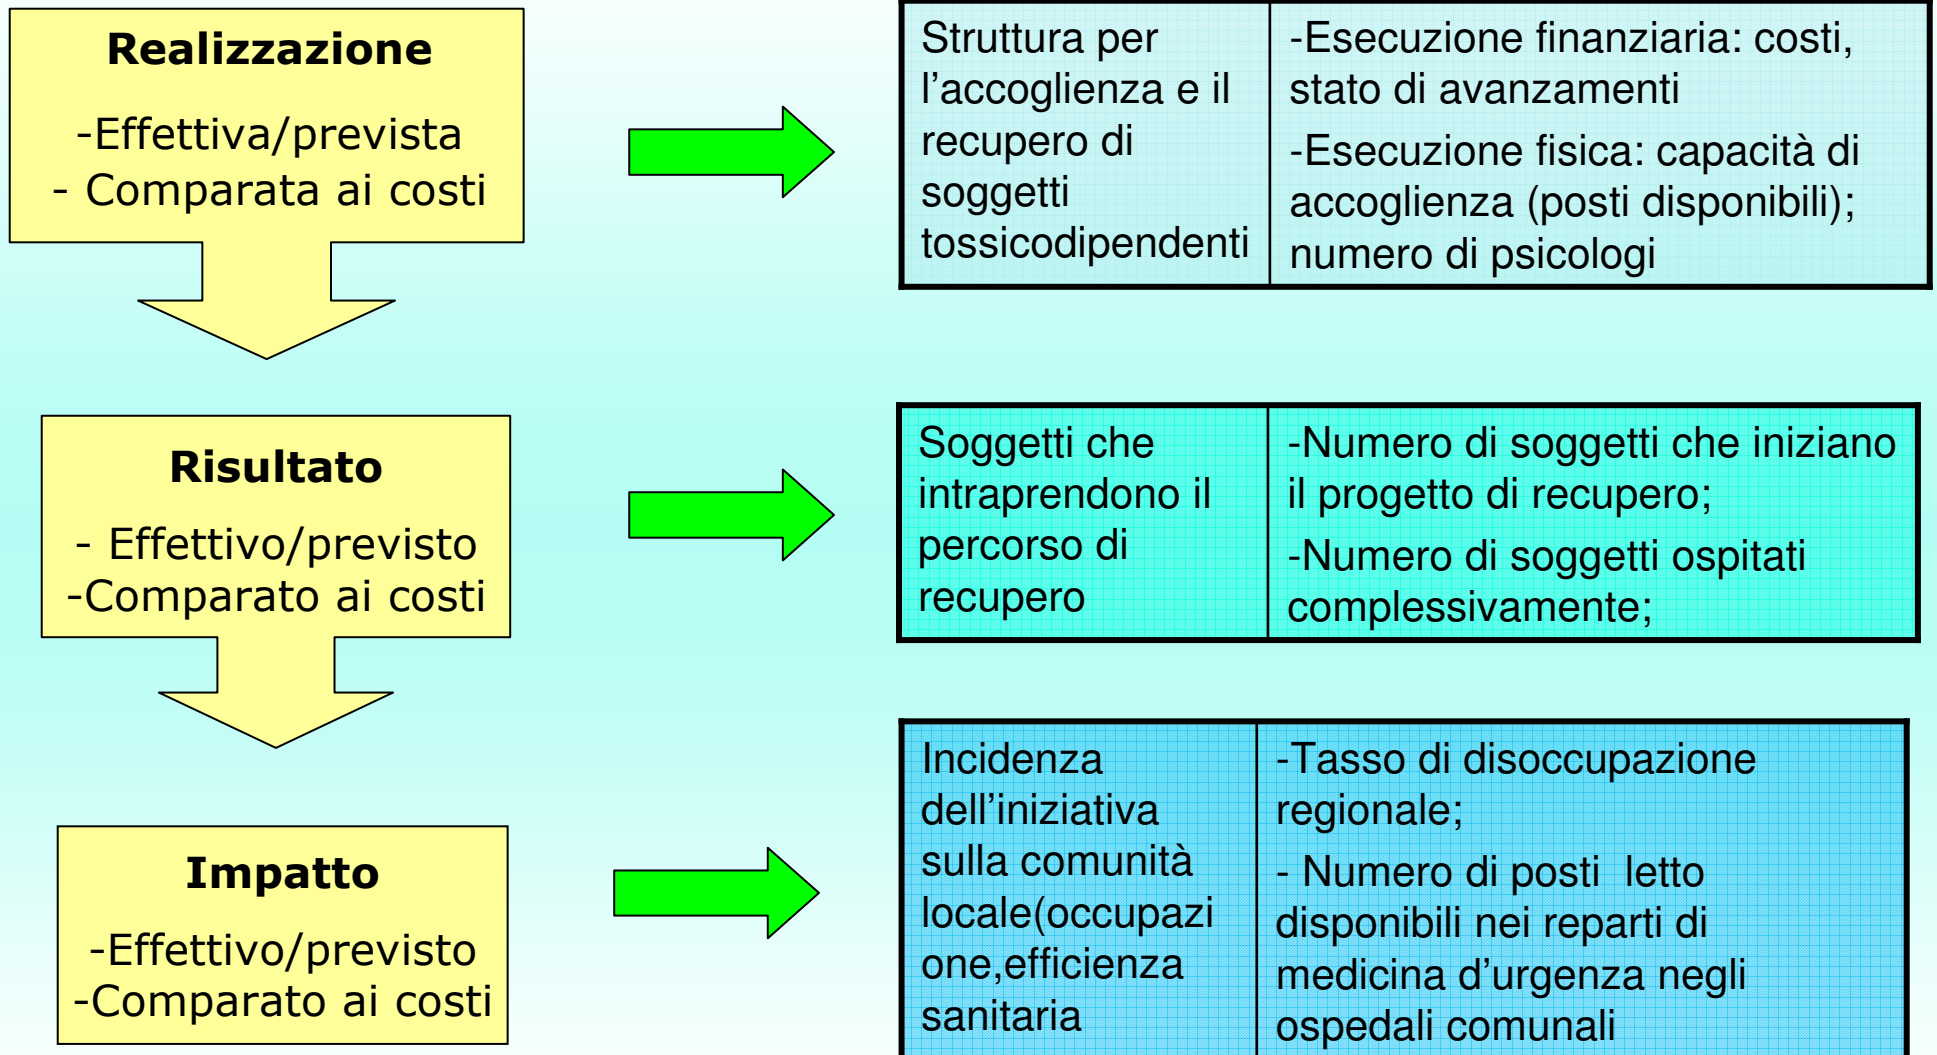 Realizzazione
-Effettiva/prevista
- Comparata ai costi
Struttura per
l’accoglienza e il
recupero di
soggetti
tossicodipendenti
-Esecuzione finanziaria: costi,
stato di avanzamenti
-Esecuzione fisica: capacità di
accoglienza (posti disponibili);
numero di psicologi
Risultato
- Effettivo/previsto
-Comparato ai costi
Soggetti che
intraprendono il
percorso di
recupero
-Numero di soggetti che iniziano
il progetto di recupero;
-Numero di soggetti ospitati
complessivamente;
Impatto
-Effettivo/previsto
-Comparato ai costi
Incidenza
dell’iniziativa
sulla comunità
locale(occupazi
one,efficienza
sanitaria
-Tasso di disoccupazione
regionale;
- Numero di posti  letto
disponibili nei reparti di
medicina d’urgenza negli
ospedali comunali